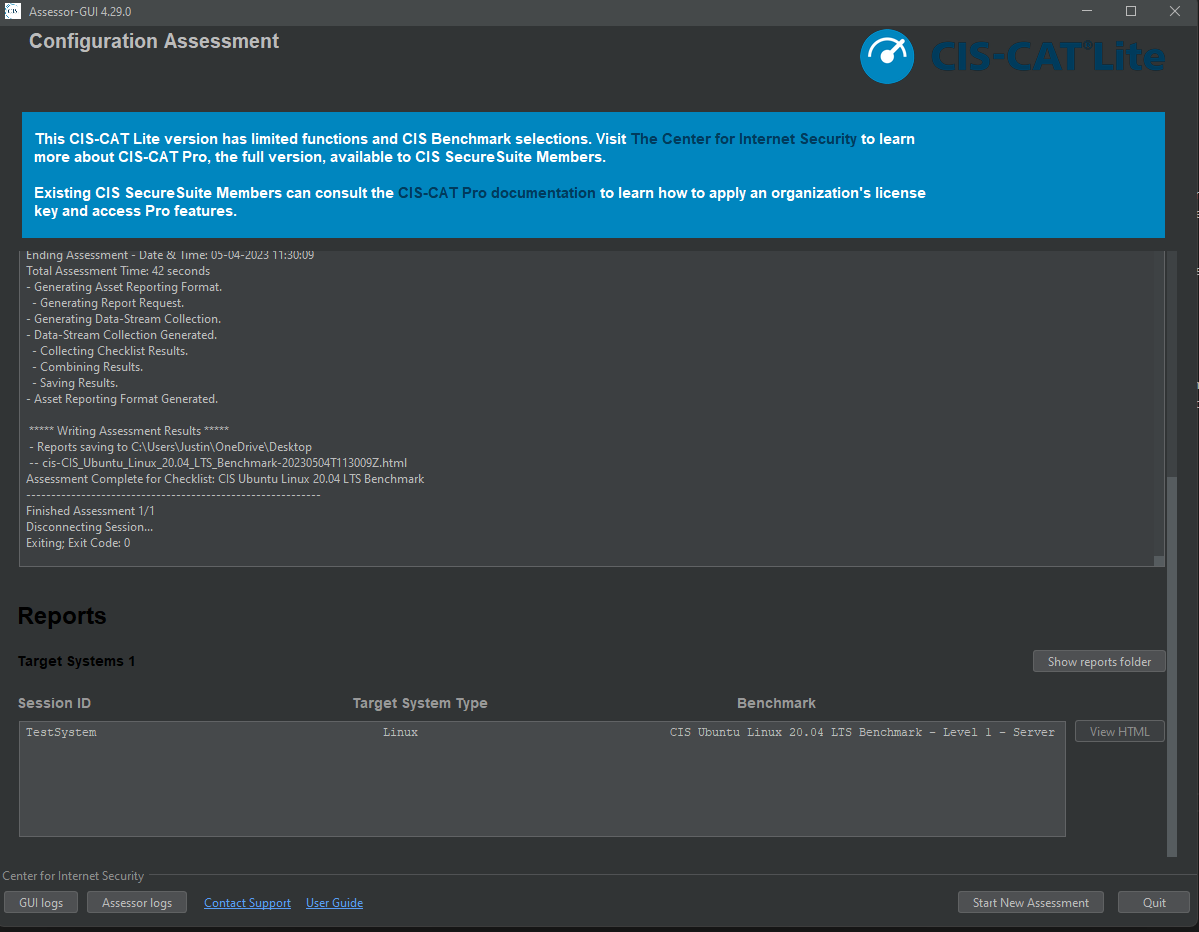 CIS
Assessor-GUI 4.29.0
Configuration Assessment
CIS-CAT®Lite
This CIS-CAT Lite version has limited functions and CIS Benchmark selections. Visit The Center for Internet Security to learn
more about CIS-CAT Pro, the full version, available to CIS SecureSuite Members.
Existing CIS SecureSuite Members can consult the CIS-CAT Pro documentation to learn how to apply an organization's license
key and access Pro features.
Ending Assessment - Date & Time: 05-04-2023 11:30:09
Total Assessment Time: 42 seconds
- Generating Asset Reporting Format.
- Generating Report Request.
- Generating Data-Stream Collection.
- Data-Stream Collection Generated.
- Collecting Checklist Results.
- Combining Results.
- Saving Results.
- Asset Reporting Format Generated.
***** Writing Assessment Results *****
- Reports saving to C:\Users\Justin\OneDrive\Desktop
-- cis-CIS_Ubuntu_Linux_20.04_LTS_Benchmark-20230504T113009Z.html
Assessment Complete for Checklist: CIS Ubuntu Linux 20.04 LTS Benchmark
-----------------------------------------------------------
Finished Assessment 1/1
Disconnecting Session...
Exiting; Exit Code: 0
Reports
Target Systems 1
Show reports folder
Session ID Target System Type Benchmark
TestSystem Linux CIS Ubuntu Linux 20.04 LTS Benchmark - Level 1 - Server
View HTML
Center for Internet Security
GUI logs Assessor logs Contact Support User Guide Start New Assessment Quit